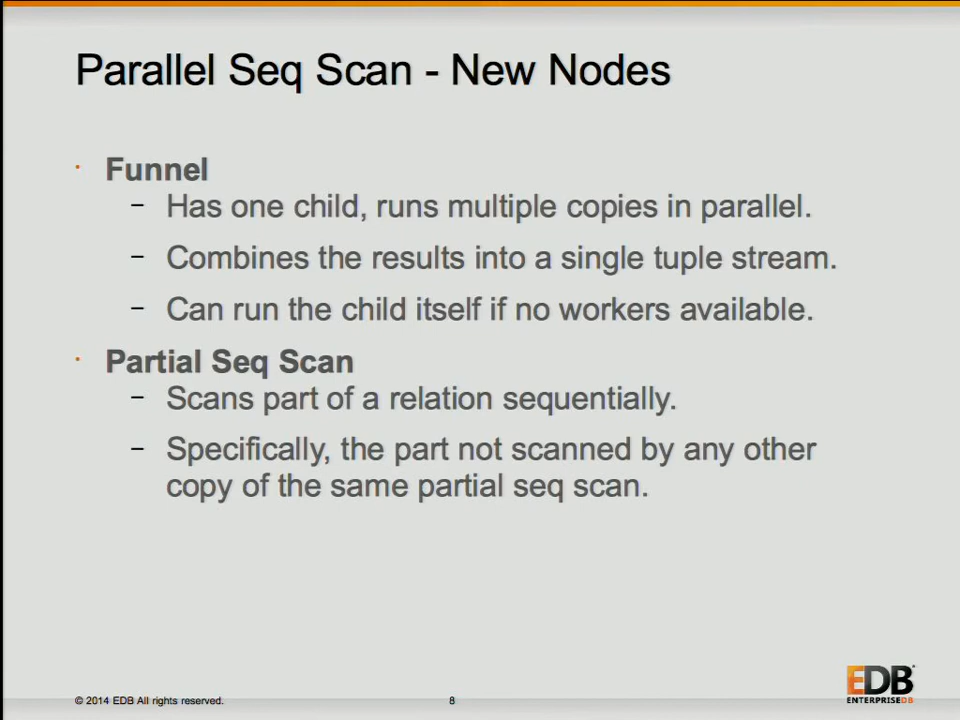 Parallel Seq Scan - New Nodes
• Funnel
– Has one child, runs multiple copies in parallel.
– Combines the results into a single tuple stream.
– Can run the child itself if no workers available.
• Partial Seq Scan
– Scans part of a relation sequentially.
– Specifically, the part not scanned by any other
copy of the same partial seq scan.
© 2014 EDB All rights reserved.
8
EDB
ENTERPRISEDB